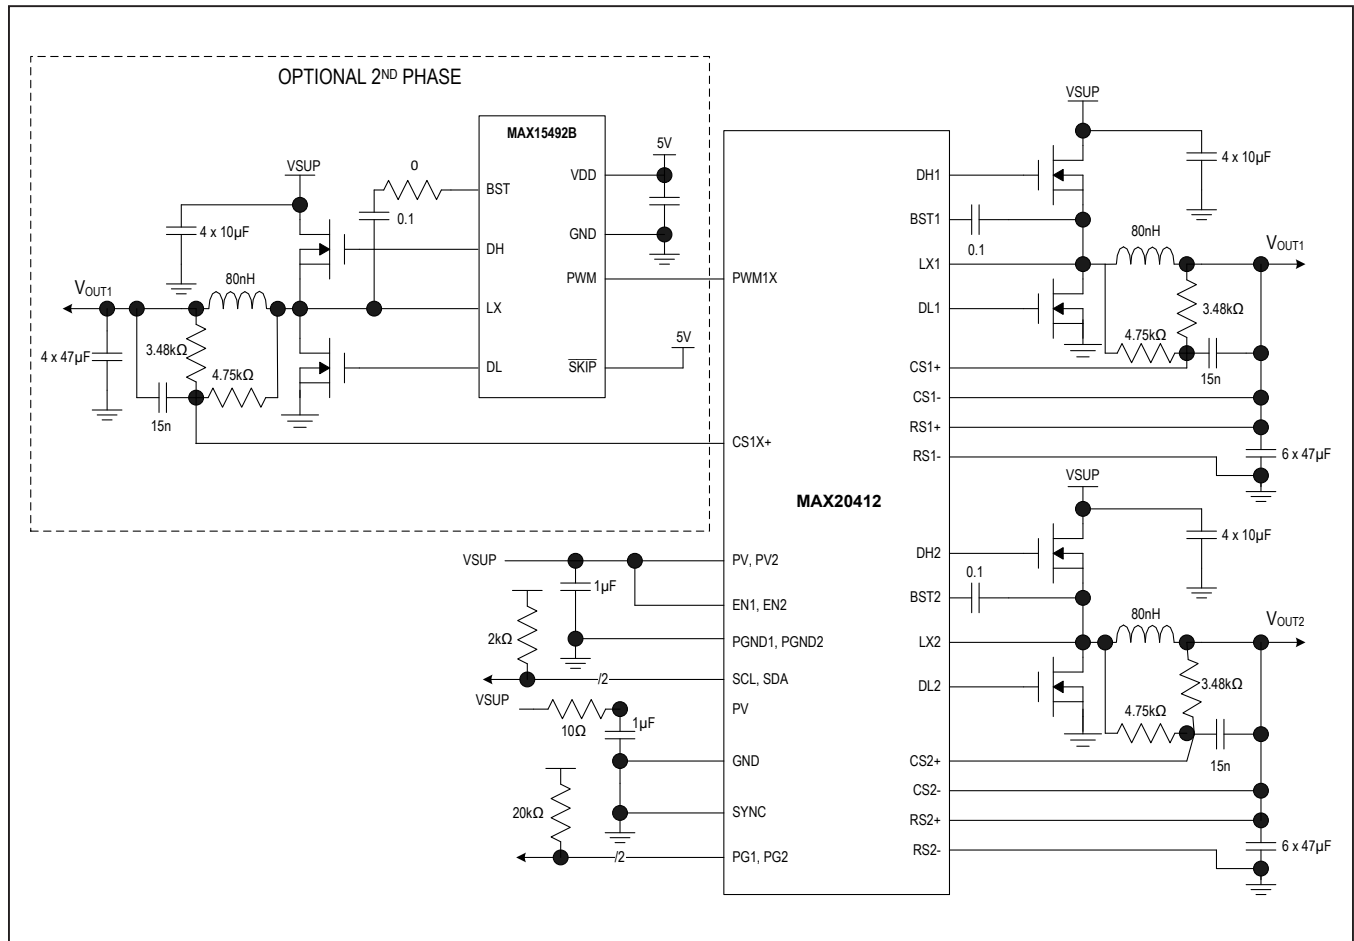 OPTIONAL 2ND PHASE
MAX15492B
VSUP
0
BST
VDD
5V
4 x 10µF
0.1
DH
GND
80nH
PWM
VOUT1
LX
4 x 47µF
3.48kΩ
4.75kΩ
DL
SKIP
5V
15n
PWM1X
CS1X+
MAX20412
VSUP
PV, PV2
1µF
EN1, EN2
2kΩ
PGND1, PGND2
/2
SCL, SDA
VSUP
10Ω
1µF
PV
GND
20kΩ
SYNC
/2
PG1, PG2
VSUP
4 x 10µF
DH1
BST1
0.1
80nH
VOUT1
LX1
DL1
3.48kΩ
4.75kΩ
CS1+
15n
CS1-
RS1+
RS1-
6 x 47µF
VSUP
4 x 10µF
DH2
0.1
BST2
80nH
VOUT2
LX2
DL2
3.48kΩ
4.75kΩ
CS2+
15n
CS2-
RS2+
RS2-
6 x 47µF